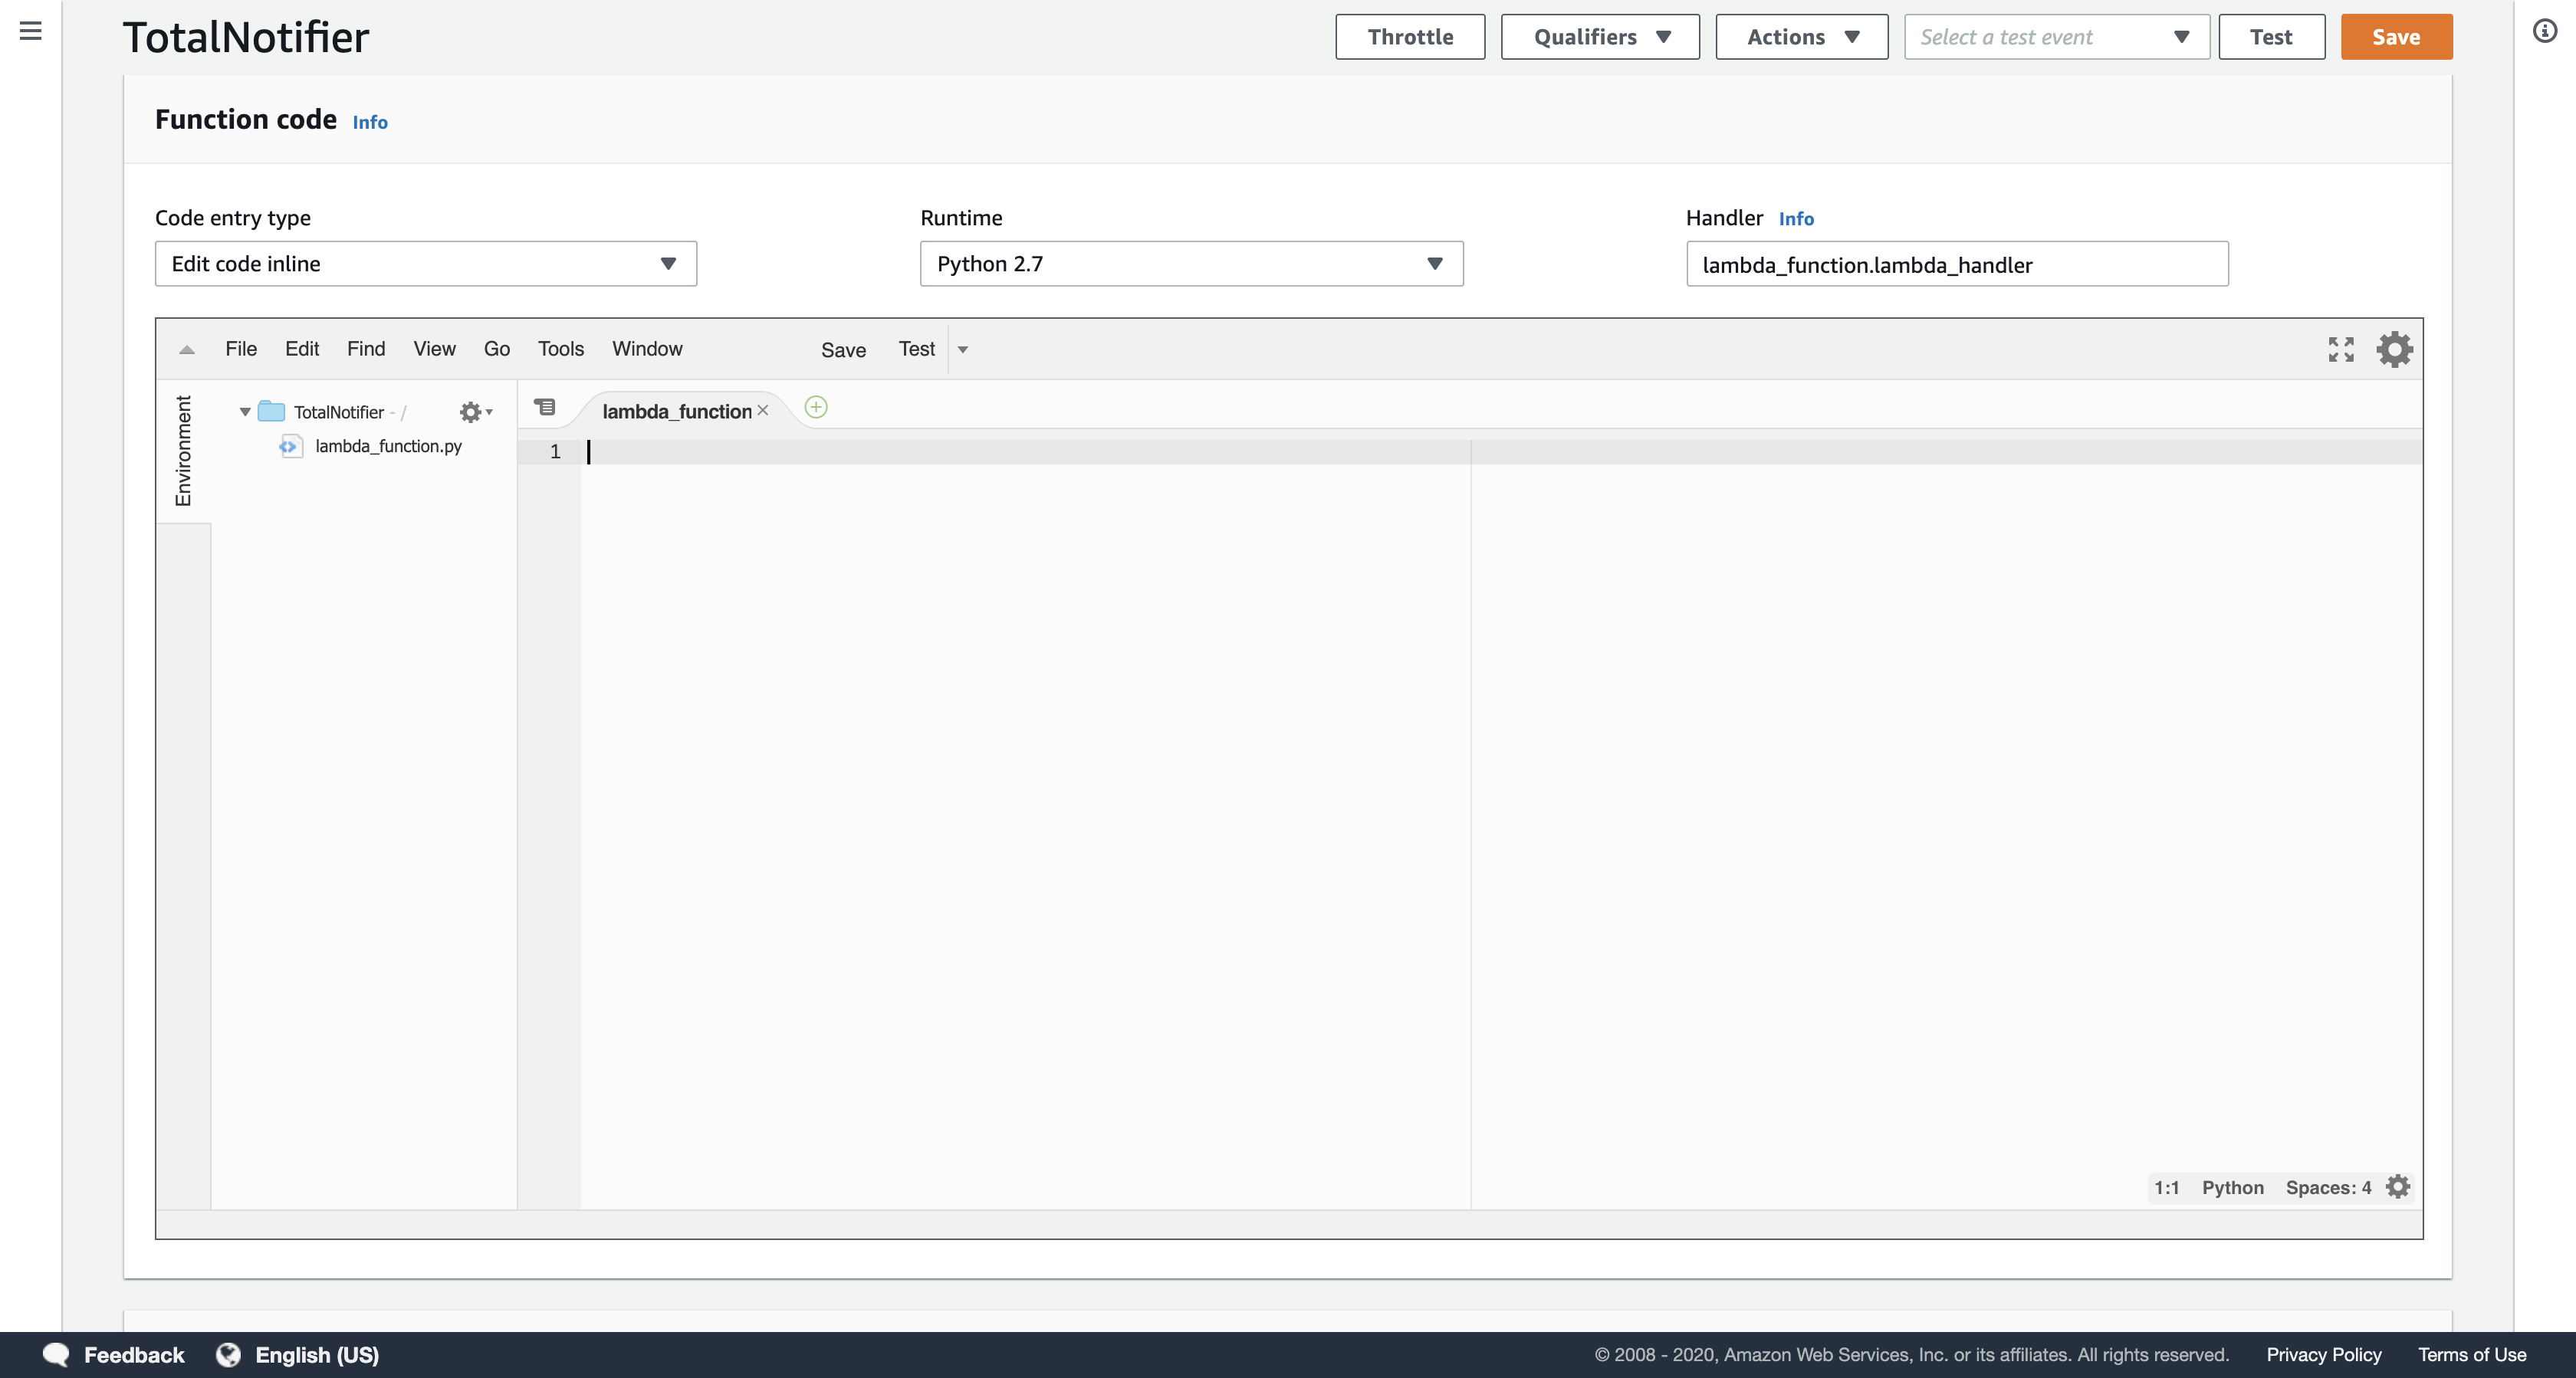 TotalNotifier
Throttle Qualifiers Actions Select a test event Test Save
Function code Info
Code entry type
Edit code inline
Runtime
Python 2.7
Handler Info
lambda_function.lambda_handler
File Edit Find View Go Tools Window Save Test
Environment
TotalNotifier - /
lambda_function.py
lambda_function
1
1:1 Python Spaces: 4
Feedback English (US)
© 2008 - 2020, Amazon Web Services, Inc. or its affiliates. All rights reserved. Privacy Policy Terms of Use